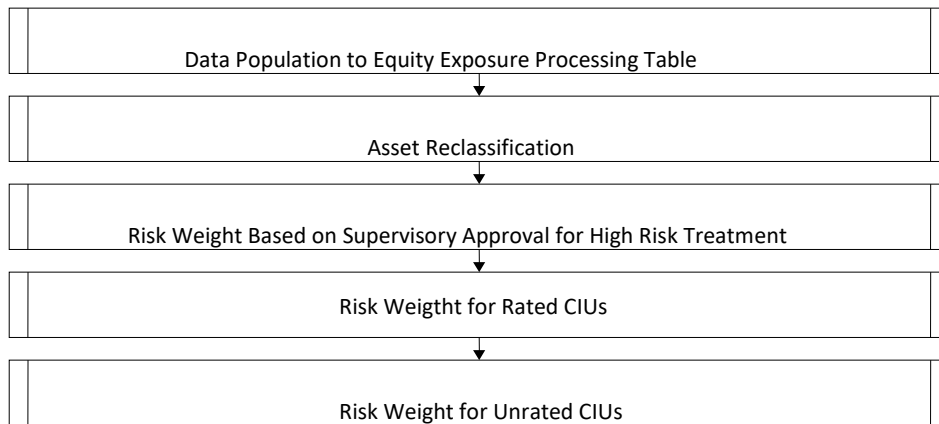 Data Population to Equity Exposure Processing Table
Asset Reclassification
Risk Weight Based on Supervisory Approval for High Risk Treatment
Risk Weigtht for Rated CIUs
Risk Weight for Unrated CIUs